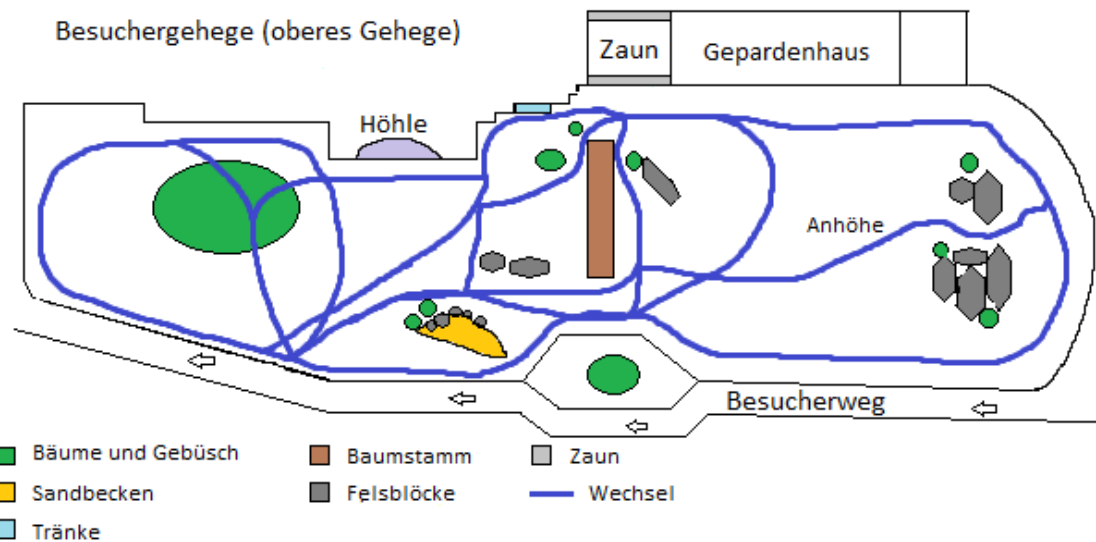 Besuchergehege (oberes Gehege)
Zaun
Gepardenhaus
Höhle
Anhöhe
Besucherweg
Bäume und Gebüsch
Baumstamm
Zaun
Sandbecken
Felsblöcke
Wechsel
Tränke